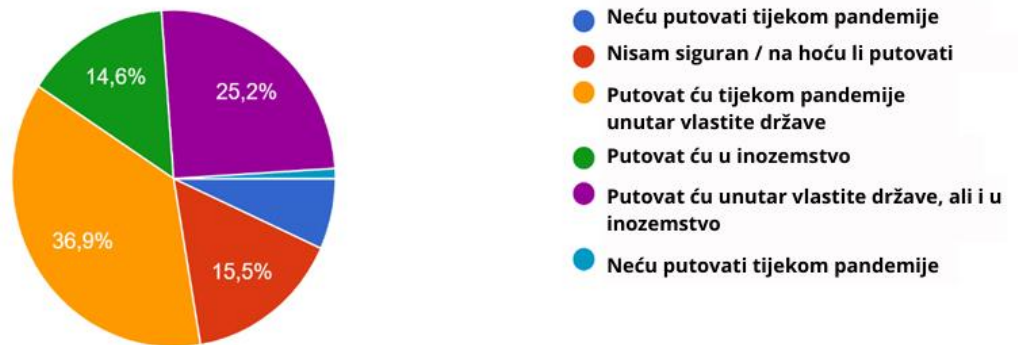 14,6%
25,2%
36,9%
15,5%
Neću putovati tijekom pandemije
Nisam siguran / na hoću li putovati
Putovat ću tijekom pandemije
unutar vlastite države
Putovat ću u inozemstvo
Putovat ću unutar vlastite države, ali i u
inozemstvo
Neću putovati tijekom pandemije